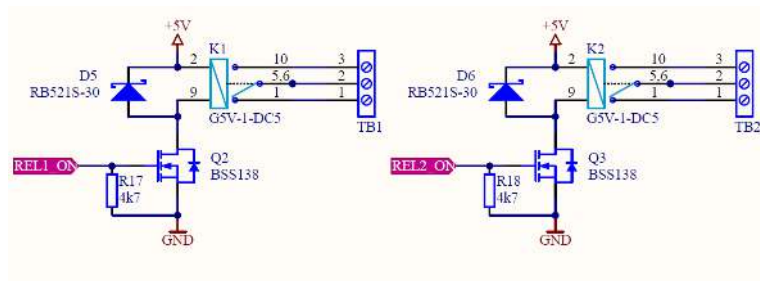 +5V
K1
2
10
3
D5
5,6
2
RB521S-30
9
1
1
G5V-1-DC5
TB1
Q2
REL1_ON
BSS138
R17
4k7
GND
+5V
K2
2
10
3
D6
5,6
2
RB521S-30
9
1
1
G5V-1-DC5
TB2
Q3
REL2_ON
BSS138
R18
4k7
GND